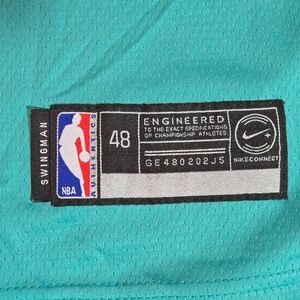 SWINGMAN
NBA
AUTHENTICS
48
ENGINEERED
TO THE EXACT SPECIFICATIONS
OF CHAMPIONSHIP ATHLETES
GE480202JS
NIKECONNECT